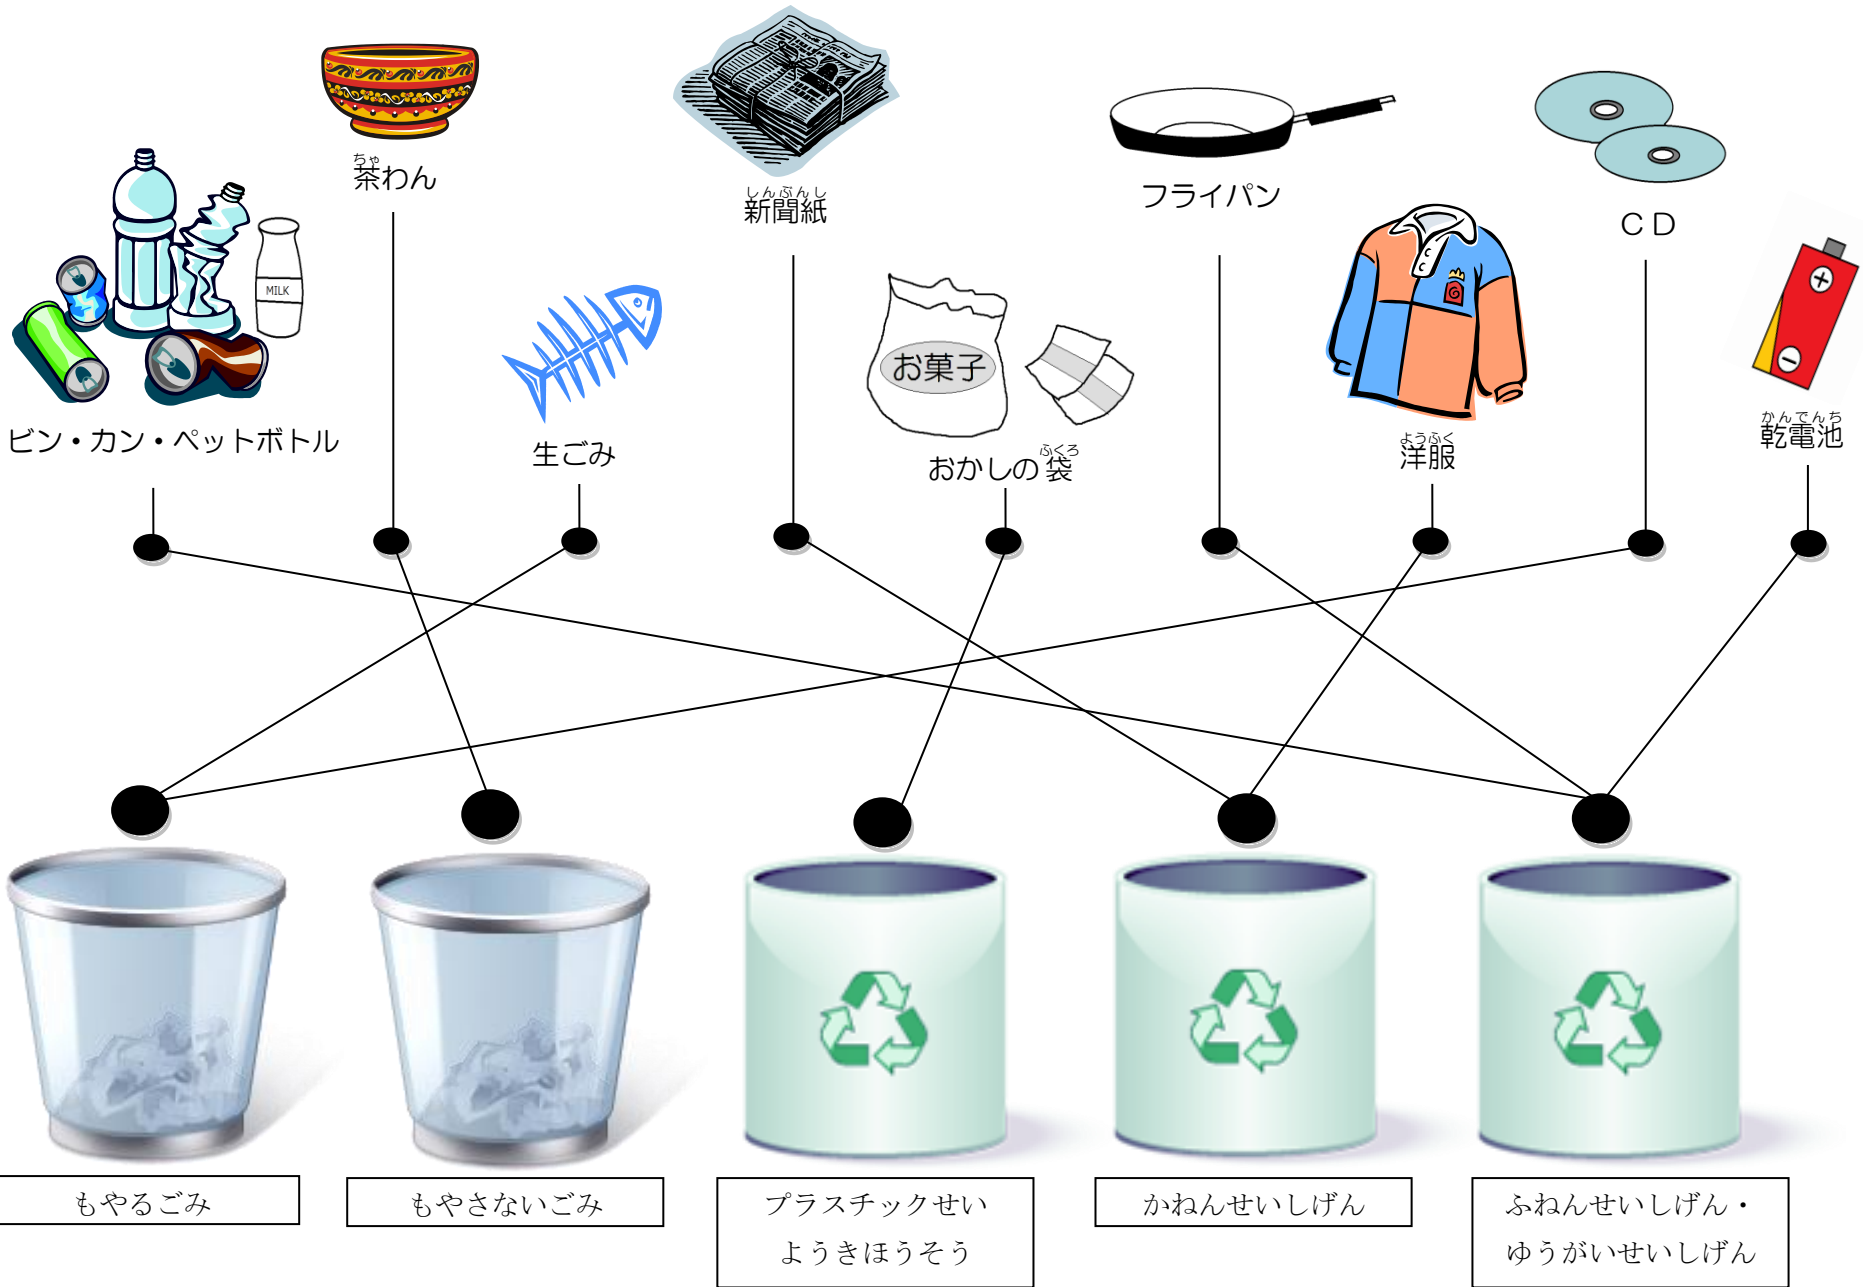 茶わん
ちゃ
新聞紙
しんぶんし
フライパン
CD
MILK
お菓子
ビン・カン・ペットボトル
生ごみ
おかしの袋
ふくろ
洋服
ようふく
乾電池
かんでんち
もやるごみ
もやさないごみ
プラスチックせい
ようきほうそう
かねんせいしげん
ふねんせいしげん・
ゆうがいせいしげん